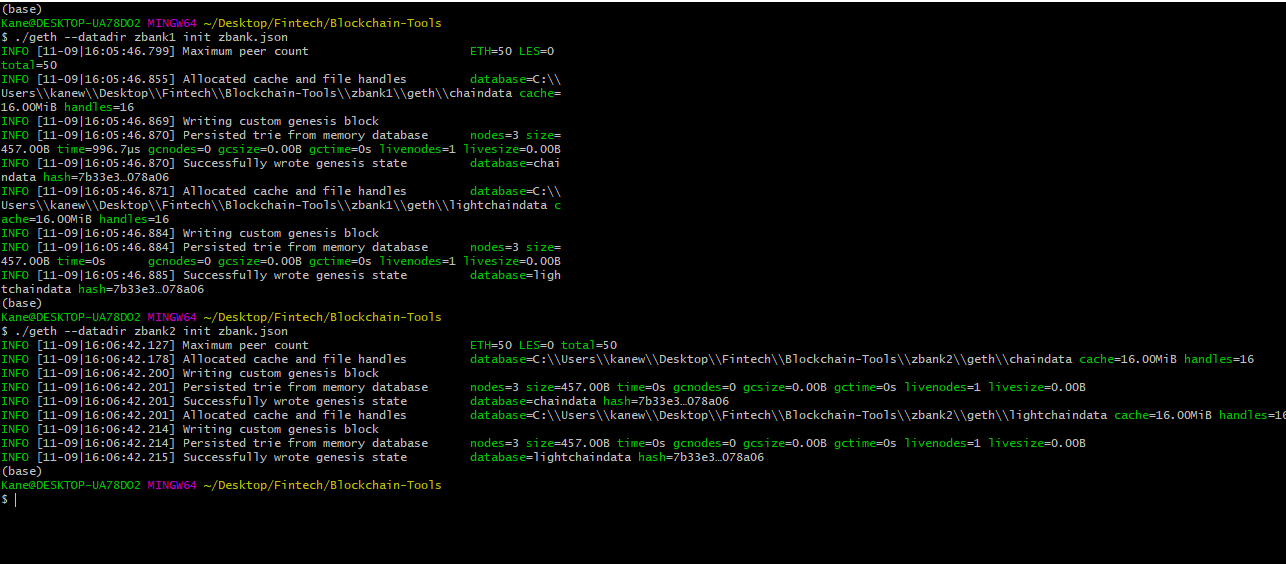 (base)
Kane@DESKTOP-UA78DO2 MINGW64 ~/Desktop/Fintech/Blockchain-Tools
$ ./geth --datadir zbank1 init zbank.json
INFO [11-09|16:05:46.799] Maximum peer count                       ETH=50 LES=0
total=50
INFO [11-09|16:05:46.855] Allocated cache and file handles         database=C:\\
Users\\kanew\\Desktop\\Fintech\\Blockchain-Tools\\zbank1\\geth\\chaindata cache=
16.00MiB handles=16
INFO [11-09|16:05:46.869] Writing custom genesis block
INFO [11-09|16:05:46.870] Persisted trie from memory database      nodes=3 size=
457.00B time=996.7µs gcnodes=0 gcsize=0.00B gctime=0s livenodes=1 livesize=0.00B
INFO [11-09|16:05:46.870] Successfully wrote genesis state         database=chai
ndata hash=7b33e3…078a06
INFO [11-09|16:05:46.871] Allocated cache and file handles         database=C:\\
Users\\kanew\\Desktop\\Fintech\\Blockchain-Tools\\zbank1\\geth\\lightchaindata c
ache=16.00MiB handles=16
INFO [11-09|16:05:46.884] Writing custom genesis block
INFO [11-09|16:05:46.884] Persisted trie from memory database      nodes=3 size=
457.00B time=0s      gcnodes=0 gcsize=0.00B gctime=0s livenodes=1 livesize=0.00B
INFO [11-09|16:05:46.885] Successfully wrote genesis state         database=ligh
tchaindata hash=7b33e3…078a06
(base)
Kane@DESKTOP-UA78DO2 MINGW64 ~/Desktop/Fintech/Blockchain-Tools
$ ./geth --datadir zbank2 init zbank.json
INFO [11-09|16:06:42.127] Maximum peer count                       ETH=50 LES=0 total=50
INFO [11-09|16:06:42.178] Allocated cache and file handles         database=C:\\Users\\kanew\\Desktop\\Fintech\\Blockchain-Tools\\zbank2\\geth\\chaindata cache=16.00MiB handles=16
INFO [11-09|16:06:42.200] Writing custom genesis block
INFO [11-09|16:06:42.201] Persisted trie from memory database      nodes=3 size=457.00B time=0s gcnodes=0 gcsize=0.00B gctime=0s livenodes=1 livesize=0.00B
INFO [11-09|16:06:42.201] Successfully wrote genesis state         database=chaindata hash=7b33e3…078a06
INFO [11-09|16:06:42.201] Allocated cache and file handles         database=C:\\Users\\kanew\\Desktop\\Fintech\\Blockchain-Tools\\zbank2\\geth\\lightchaindata cache=16.00MiB handles=16
INFO [11-09|16:06:42.214] Writing custom genesis block
INFO [11-09|16:06:42.214] Persisted trie from memory database      nodes=3 size=457.00B time=0s gcnodes=0 gcsize=0.00B gctime=0s livenodes=1 livesize=0.00B
INFO [11-09|16:06:42.215] Successfully wrote genesis state         database=lightchaindata hash=7b33e3…078a06
(base)
Kane@DESKTOP-UA78DO2 MINGW64 ~/Desktop/Fintech/Blockchain-Tools
$